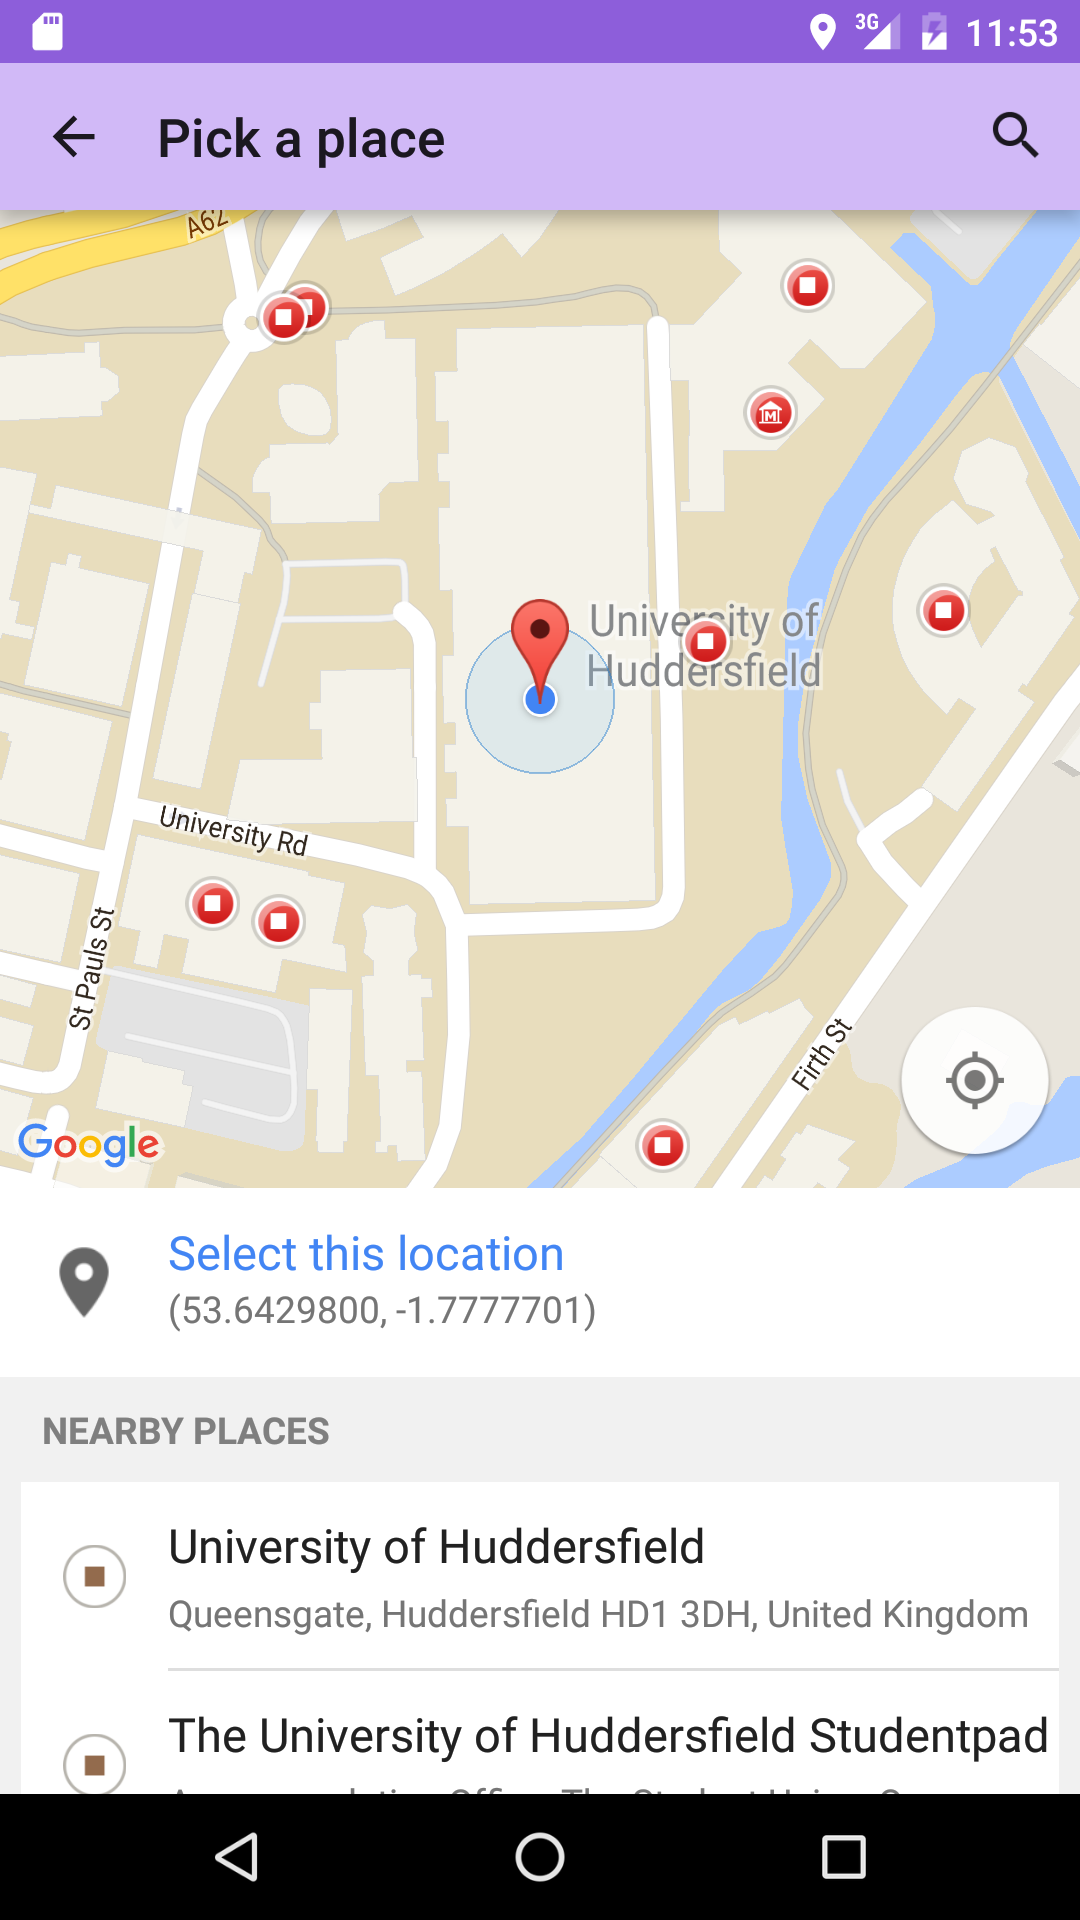 3G 11:53
Pick a place
A62
University of
Huddersfield
University Rd
St Pauls St
Firth St
Google
Select this location
(53.6429800, -1.7777701)
NEARBY PLACES
University of Huddersfield
Queensgate, Huddersfield HD1 3DH, United Kingdom
The University of Huddersfield Studentpad